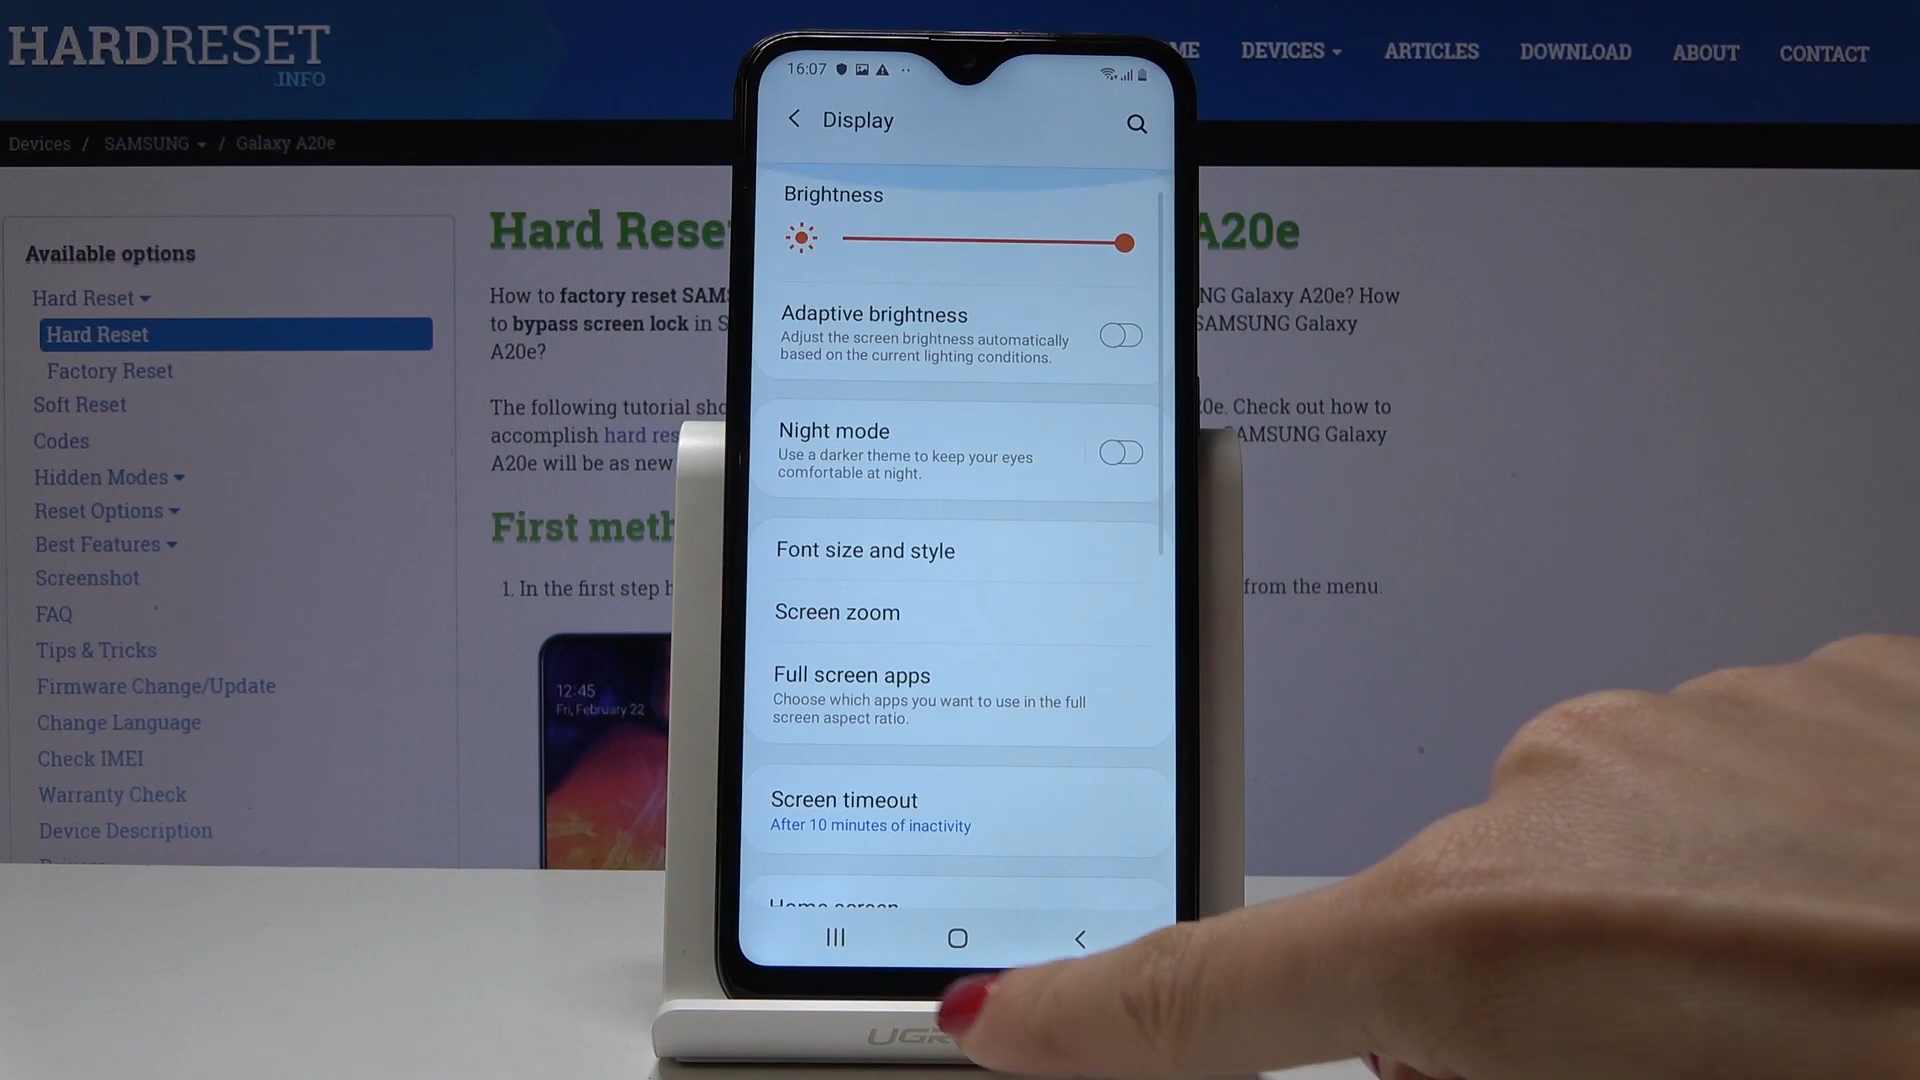 HARDRESET
.INFO
ME DEVICES ARTICLES DOWNLOAD ABOUT CONTACT
Devices / SAMSUNG / Galaxy A20e
Available options
Hard Reset
Hard Reset
Factory Reset
Soft Reset
Codes
Hidden Modes
Reset Options
Best Features
Screenshot
FAQ
Tips & Tricks
Firmware Change/Update
Change Language
Check IMEI
Warranty Check
Device Description
Hard Rese A20e
How to factory reset SAMS NG Galaxy A20e? How
to bypass screen lock in S SAMSUNG Galaxy
A20e?
The following tutorial sho 0e. Check out how to
accomplish hard res SAMSUNG Galaxy
A20e will be as new
First meth
1. In the first step h from the menu.
12:45
Fri, February 22
16:07
Display
Brightness
Adaptive brightness
Adjust the screen brightness automatically
based on the current lighting conditions.
Night mode
Use a darker theme to keep your eyes
comfortable at night.
Font size and style
Screen zoom
Full screen apps
Choose which apps you want to use in the full
screen aspect ratio.
Screen timeout
After 10 minutes of inactivity
Home screen
UGR